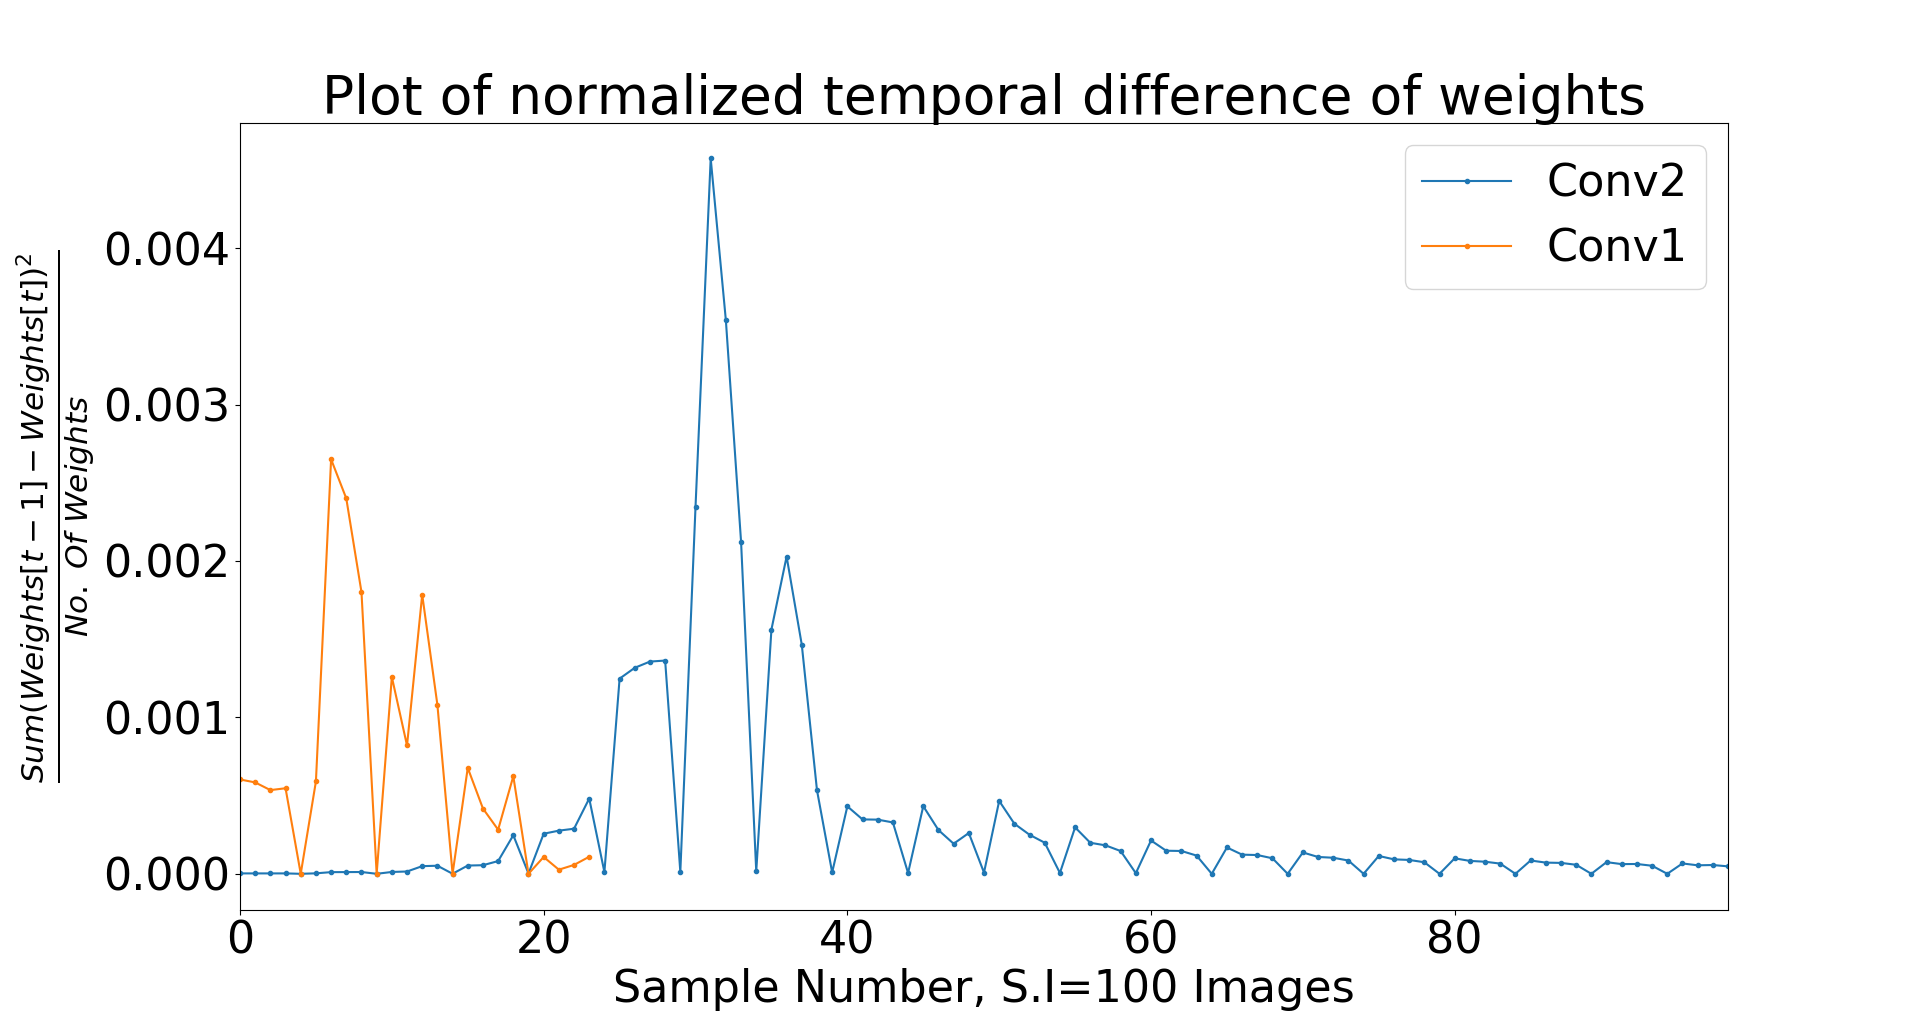 Plot of normalized temporal difference of weights
Conv2
Conv1
Sum(Weights[t − 1] − Weights[t])²
No. Of Weights
0.004
0.003
0.002
0.001
0.000
0 20 40 60 80
Sample Number, S.I=100 Images